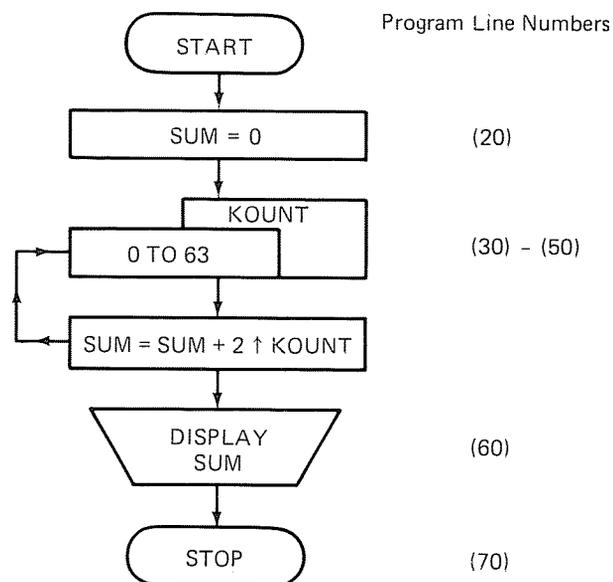 Program Line Numbers
START
SUM = 0
(20)
KOUNT
0 TO 63
(30) – (50)
SUM = SUM + 2 ↑ KOUNT
DISPLAY
SUM
(60)
STOP
(70)